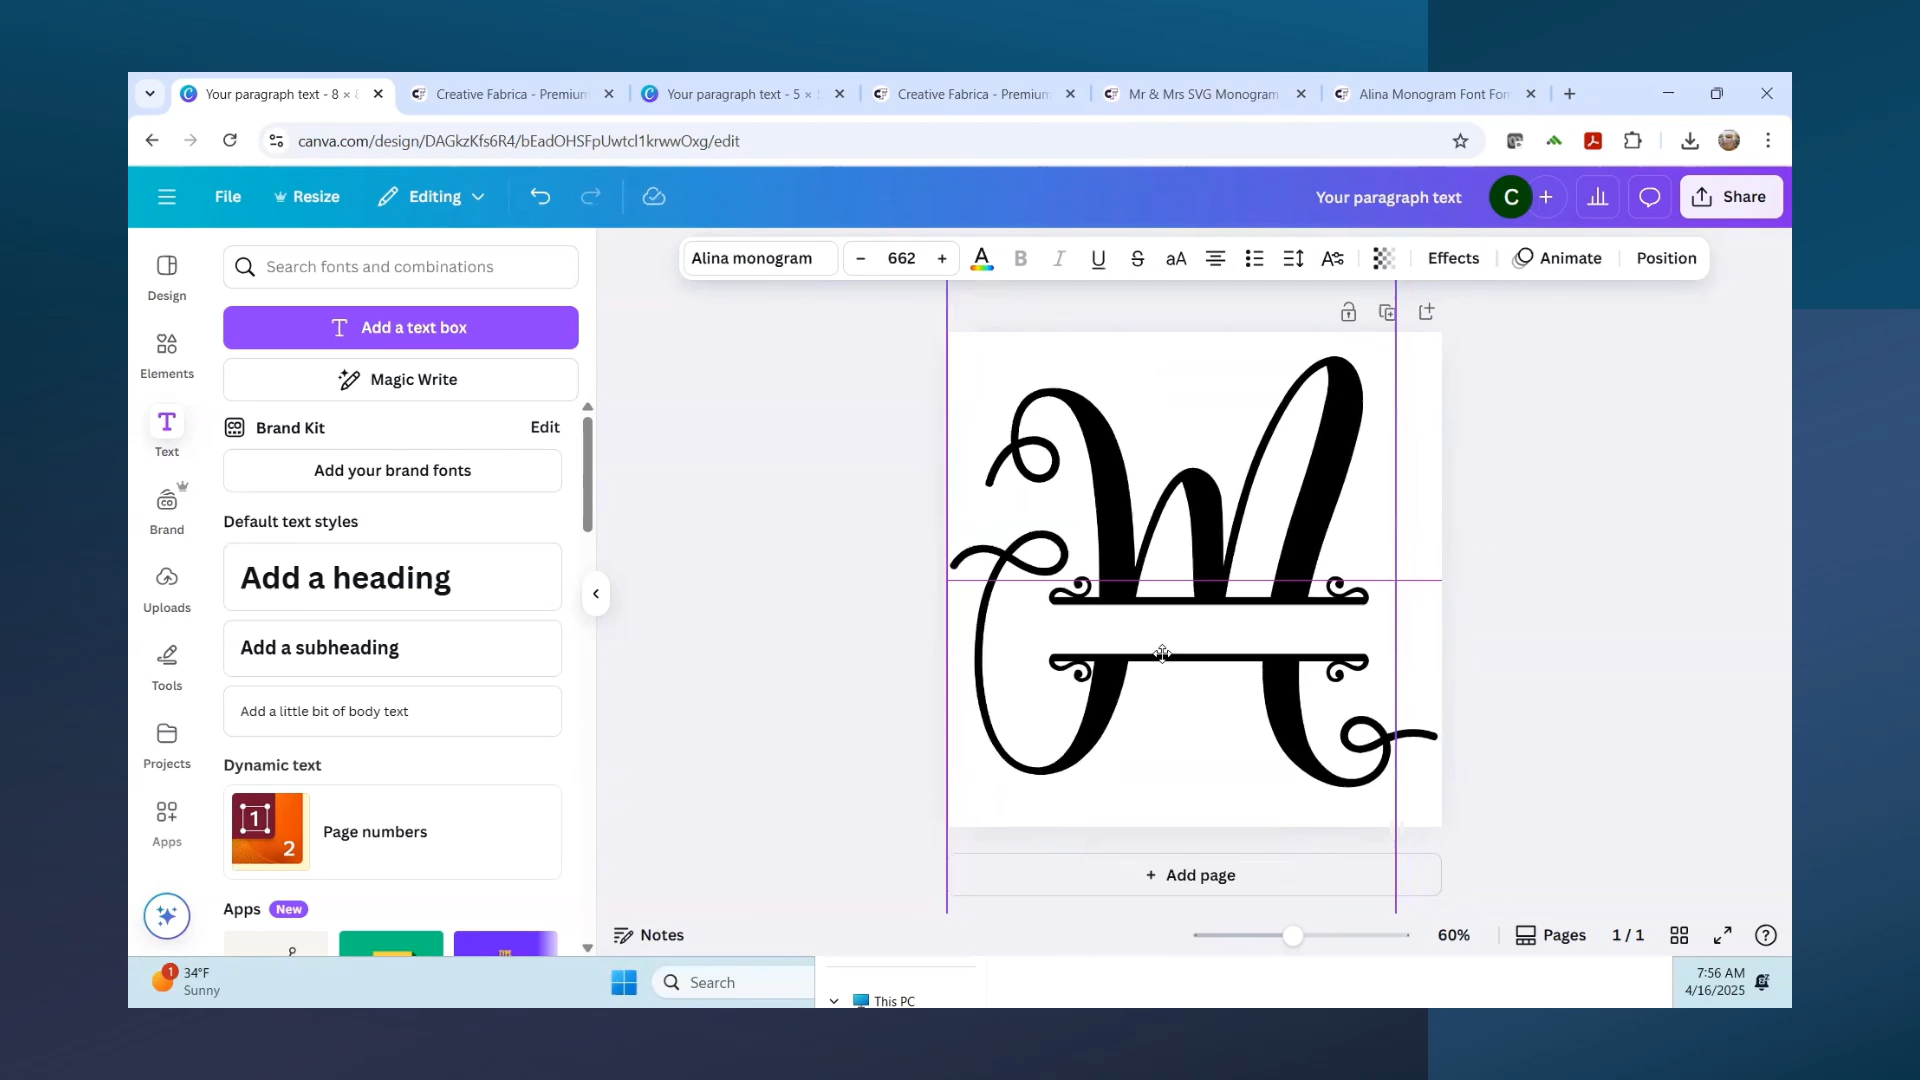 Your paragraph text - 8 ×
Creative Fabrica - Premium
Your paragraph text - 5 ×
Creative Fabrica - Premium
Mr & Mrs SVG Monogram
Alina Monogram Font Fon
canva.com/design/DAGkzKfs6R4/bEadOHSFpUwtcl1krwwOxg/edit
File
Resize
Editing
Your paragraph text
C
Share
Design
Elements
Text
Brand
Uploads
Tools
Projects
Apps
Search fonts and combinations
Add a text box
Magic Write
Brand Kit
Edit
Add your brand fonts
Default text styles
Add a heading
Add a subheading
Add a little bit of body text
Dynamic text
1
2
Page numbers
Apps
New
Alina monogram
662
A
B
I
U
S
aA
Effects
Animate
Position
W
+ Add page
Notes
60%
Pages
1 / 1
1
34°F
Sunny
Search
This PC
7:56 AM
4/16/2025